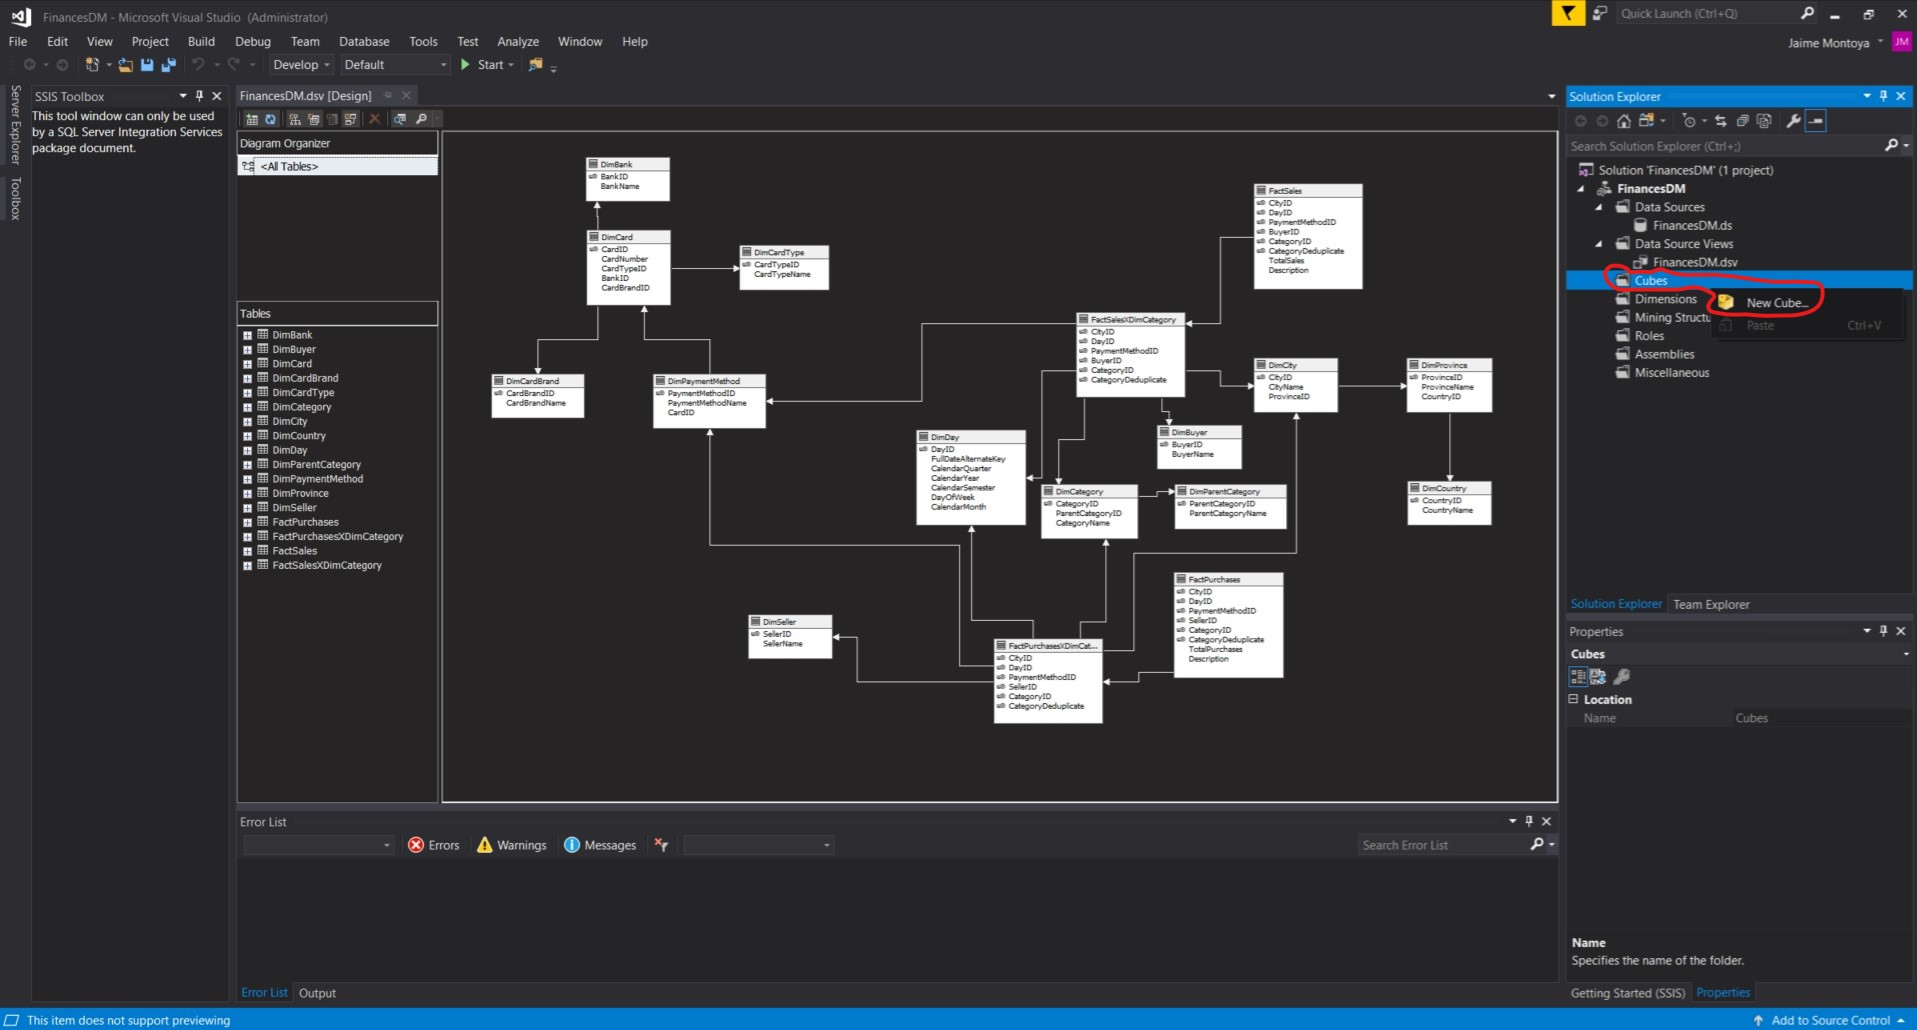 FinancesDM - Microsoft Visual Studio (Administrator)
Quick Launch (Ctrl+Q)
File Edit View Project Build Debug Team Database Tools Test Analyze Window Help
Jaime Montoya JM
Develop Default Start
Server Explorer
Toolbox
SSIS Toolbox
This tool window can only be used
by a SQL Server Integration Services
package document.
FinancesDM.dsv [Design]
Diagram Organizer
<All Tables>
Tables
DimBank
DimBuyer
DimCard
DimCardBrand
DimCardType
DimCategory
DimCity
DimCountry
DimDay
DimParentCategory
DimPaymentMethod
DimProvince
DimSeller
FactPurchases
FactPurchasesXDimCategory
FactSales
FactSalesXDimCategory
DimBank
BankID
BankName
DimCard
CardID
CardNumber
CardTypeID
BankID
CardBrandID
DimCardType
CardTypeID
CardTypeName
DimCardBrand
CardBrandID
CardBrandName
DimPaymentMethod
PaymentMethodID
PaymentMethodName
CardID
FactSales
CityID
DayID
PaymentMethodID
BuyerID
CategoryID
CategoryDeduplicate
TotalSales
Description
FactSalesXDimCategory
CityID
DayID
PaymentMethodID
BuyerID
CategoryID
CategoryDeduplicate
DimCity
CityID
CityName
ProvinceID
DimProvince
ProvinceID
ProvinceName
CountryID
DimBuyer
BuyerID
BuyerName
DimDay
DayID
FullDateAlternateKey
CalendarQuarter
CalendarYear
CalendarSemester
DayOfWeek
CalendarMonth
DimCategory
CategoryID
ParentCategoryID
CategoryName
DimParentCategory
ParentCategoryID
ParentCategoryName
DimCountry
CountryID
CountryName
FactPurchases
CityID
DayID
PaymentMethodID
SellerID
CategoryID
CategoryDeduplicate
TotalPurchases
Description
DimSeller
SellerID
SellerName
FactPurchasesXDimCat...
CityID
DayID
PaymentMethodID
SellerID
CategoryID
CategoryDeduplicate
Error List
Errors Warnings Messages
Search Error List
Error List Output
Solution Explorer
Search Solution Explorer (Ctrl+;)
Solution 'FinancesDM' (1 project)
FinancesDM
Data Sources
FinancesDM.ds
Data Source Views
FinancesDM.dsv
Cubes
Dimensions
Mining Structu
Roles
Assemblies
Miscellaneous
New Cube...
Paste Ctrl+V
Solution Explorer Team Explorer
Properties
Cubes
Location
Name Cubes
Name
Specifies the name of the folder.
Getting Started (SSIS) Properties
This item does not support previewing
Add to Source Control